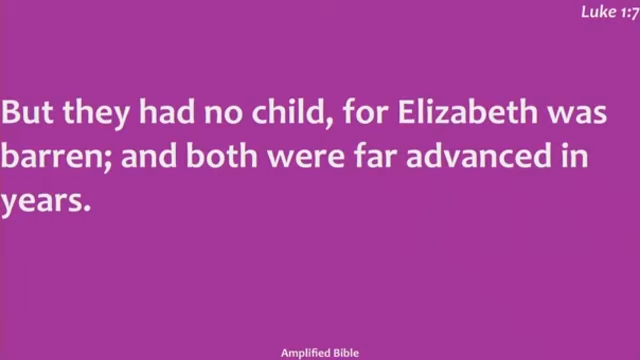 Luke 1:7
But they had no child, for Elizabeth was
barren; and both were far advanced in
years.
Amplified Bible